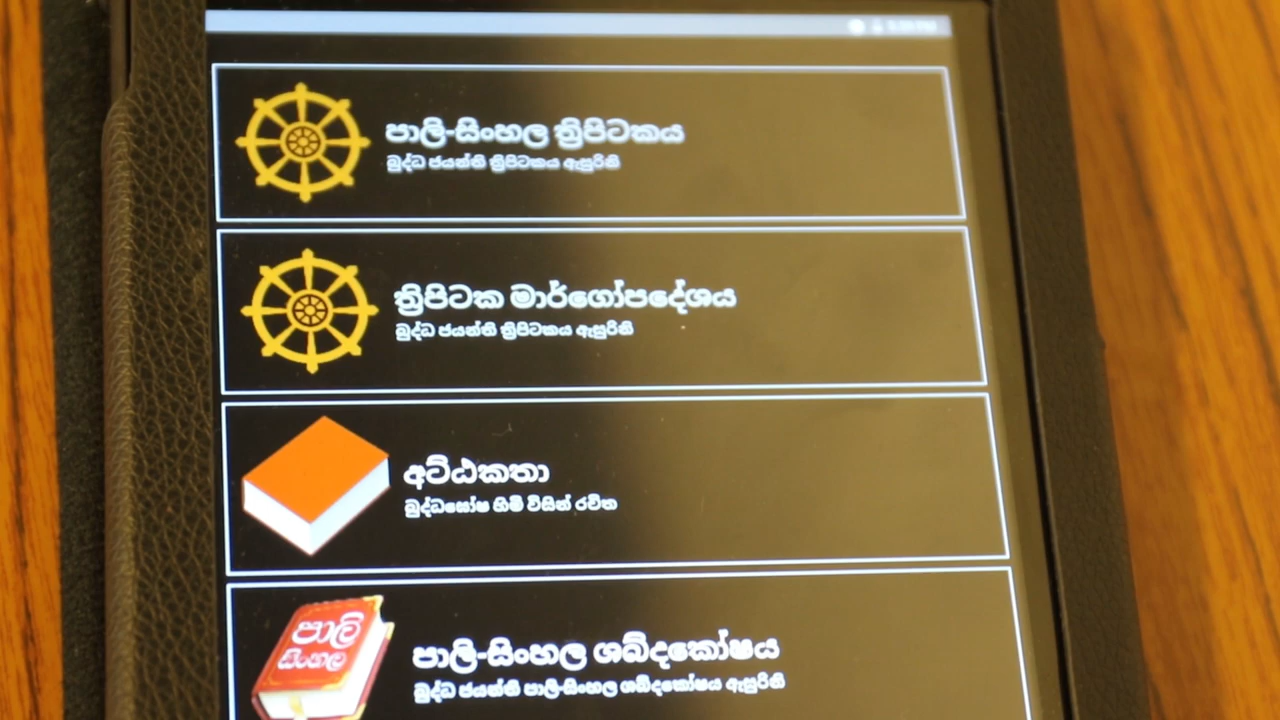 පාලි-සිංහල ත්‍රිපිටකය
බුද්ධ ජයන්ති ත්‍රිපිටකය ඇසුරිනි
ත්‍රිපිටක මාර්ගෝපදේශය
බුද්ධ ජයන්ති ත්‍රිපිටකය ඇසුරිනි
අට්ඨකතා
බුද්ධඝෝෂ හිමි විසින් රචිත
පාලි
සිංහල
පාලි-සිංහල ශබ්දකෝෂය
බුද්ධ ජයන්ති පාලි-සිංහල ශබ්දකෝෂය ඇසුරිනි